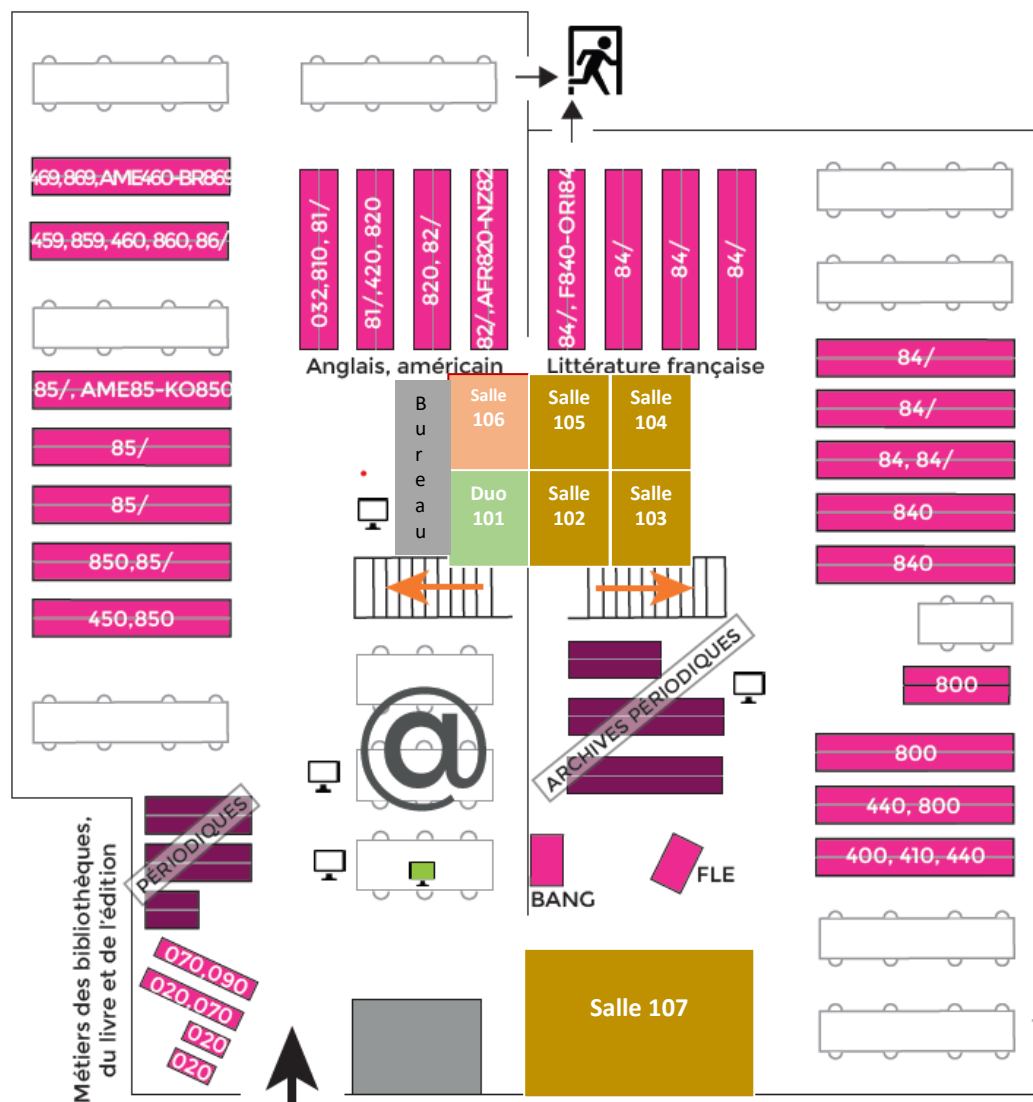 469,869,AME460-BR869
459, 859, 460, 860, 86/
85/, AME85-KO850
85/
85/
850,85/
450,850
032,810, 81/
81/,420, 820
820, 82/
82/,AFR820-NZ82
84/, F840-ORI84
84/
84/
84/
Anglais, américain
Littérature française
Bureau
Salle
106
Salle
105
Salle
104
Duo
101
Salle
102
Salle
103
84/
84/
84, 84/
840
840
800
800
440, 800
400, 410, 440
@
ARCHIVES PÉRIODIQUES
PÉRIODIQUES
BANG
FLE
Métiers des bibliothèques,
du livre et de l'édition
070,090
020,070
020
020
Salle 107